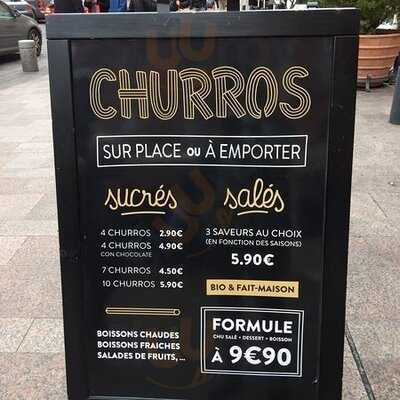 CHURROS
SUR PLACE OU À EMPORTER
sucrés
4 CHURROS 2.90€
4 CHURROS 4.90€
CON CHOCOLATE
7 CHURROS 4.50€
10 CHURROS 5.90€
BOISSONS CHAUDES
BOISSONS FRAICHES
SALADES DE FRUITS, ...
salés
3 SAVEURS AU CHOIX
(EN FONCTION DES SAISONS)
5.90€
BIO & FAIT-MAISON
FORMULE
CHU SALÉ • DESSERT • BOISSON
À 9€90